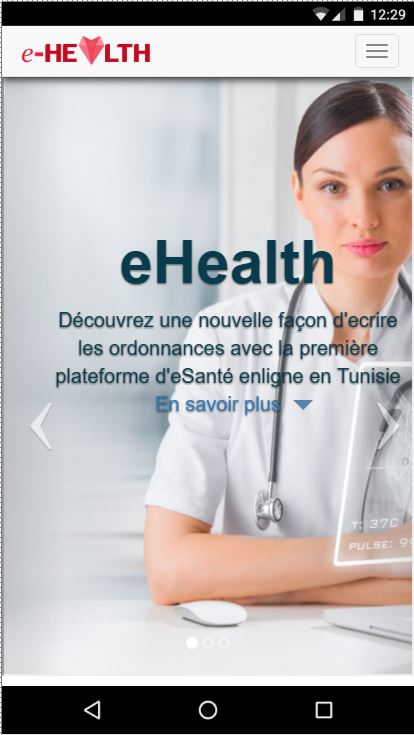 12:29
e-HEALTH
eHealth
Découvrez une nouvelle façon d'ecrire
les ordonnances avec la première
plateforme d'eSanté enligne en Tunisie
En savoir plus
T: 37C
PULSE: